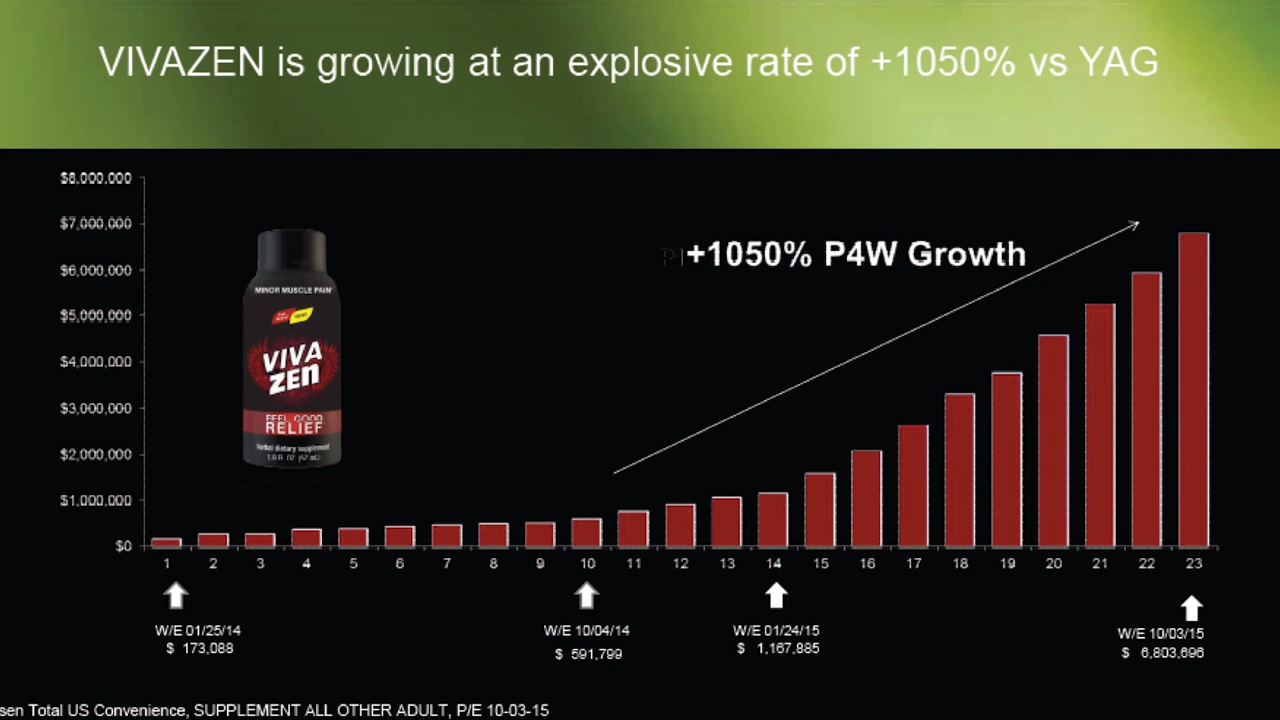 VIVAZEN is growing at an explosive rate of +1050% vs YAG
$8,000,000
$7,000,000
$6,000,000
$5,000,000
$4,000,000
$3,000,000
$2,000,000
$1,000,000
$0
+1050% P4W Growth
MINOR MUSCLE PAIN
VIVA
ZEN
FEEL GOOD
RELIEF
herbal dietary supplement
1 2 3 4 5 6 7 8 9 10 11 12 13 14 15 16 17 18 19 20 21 22 23
W/E 01/25/14
$ 173,088
W/E 10/04/14
$ 591,799
W/E 01/24/15
$ 1,167,885
W/E 10/03/15
$ 6,803,696
sen Total US Convenience, SUPPLEMENT ALL OTHER ADULT, P/E 10-03-15